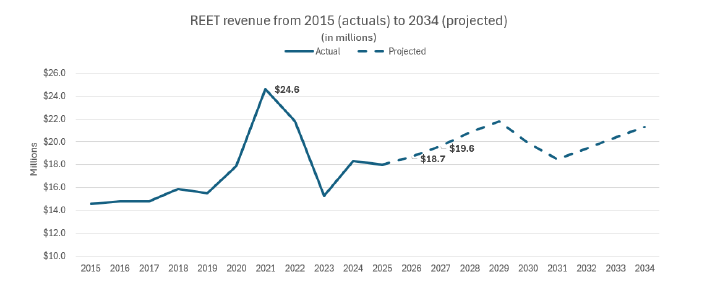 REET revenue from 2015 (actuals) to 2034 (projected)
(in millions)
Actual Projected
$26.0
$24.0
$22.0
$20.0
$18.0
$16.0
$14.0
$12.0
$10.0
Millions
$24.6
$19.6
$18.7
2015 2016 2017 2018 2019 2020 2021 2022 2023 2024 2025 2026 2027 2028 2029 2030 2031 2032 2033 2034